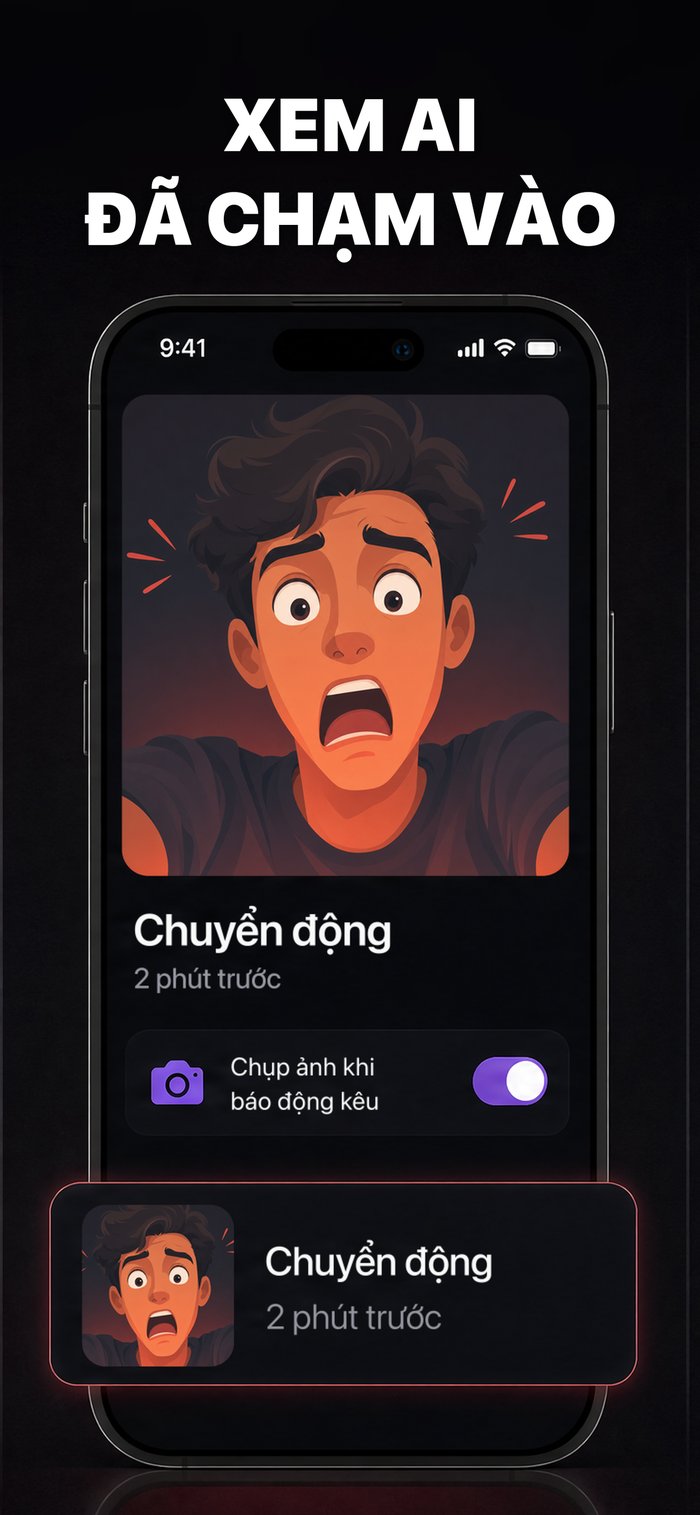 XEM AI
ĐÃ CHẠM VÀO
9:41
Chuyển động
2 phút trước
Chụp ảnh khi
báo động kêu
Chuyển động
2 phút trước